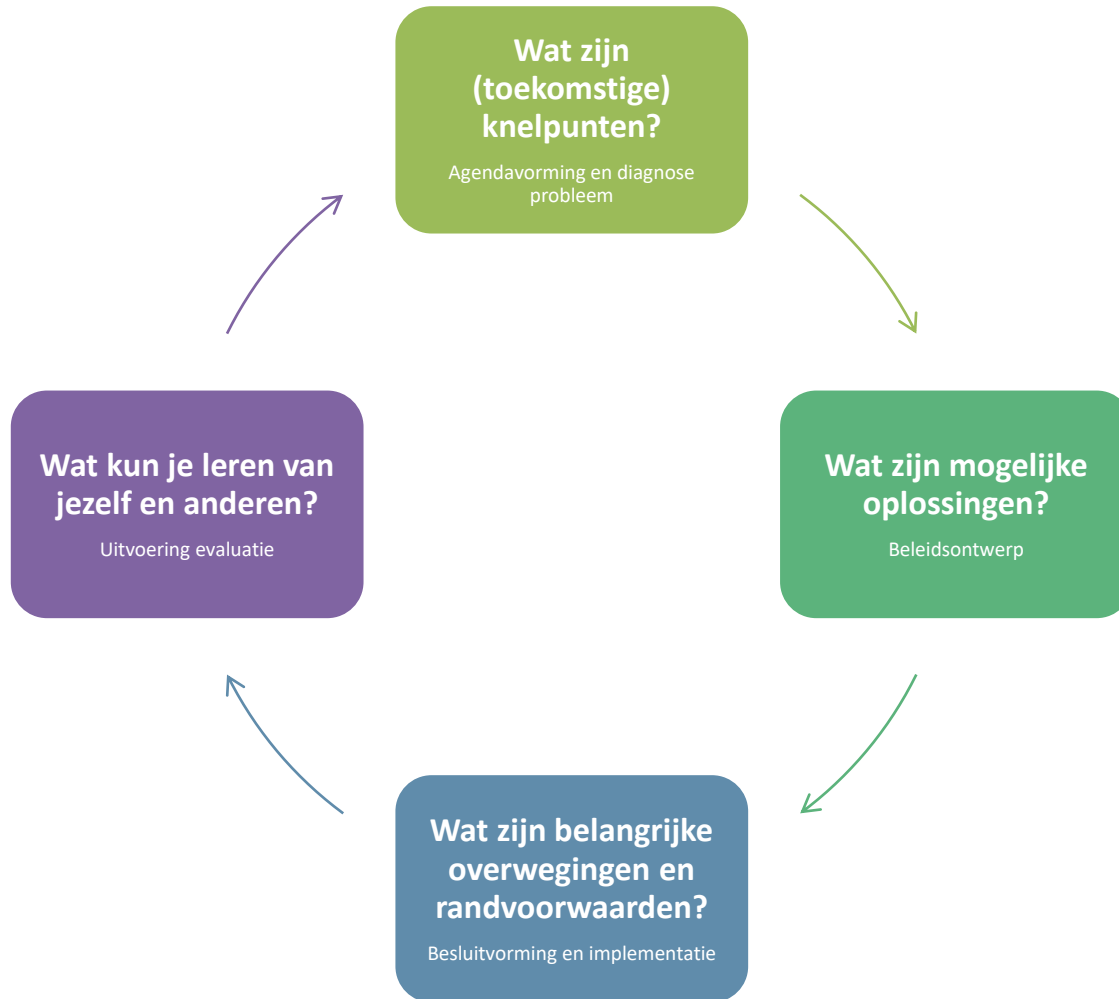 Wat zijn
(toekomstige)
knelpunten?
Agendavorming en diagnose
probleem
Wat zijn mogelijke
oplossingen?
Beleidsontwerp
Wat zijn belangrijke
overwegingen en
randvoorwaarden?
Besluitvorming en implementatie
Wat kun je leren van
jezelf en anderen?
Uitvoering evaluatie